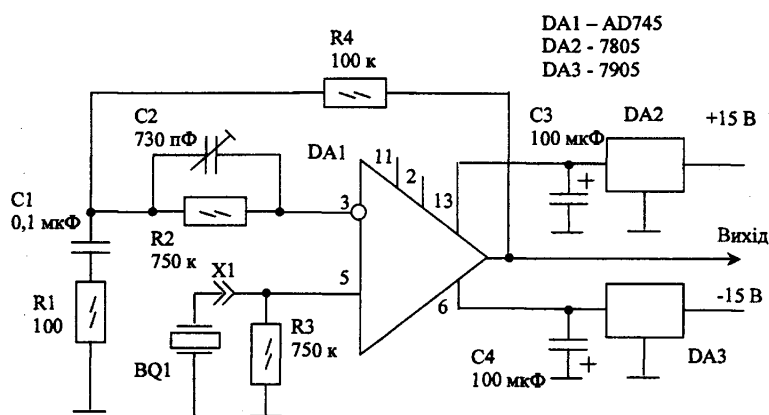 DA1 – AD745
DA2 - 7805
DA3 - 7905
R4
100 к
C2
730 пФ
DA1
11
2
13
C3
100 мкФ
+
DA2
+15 В
C1
0,1 мкФ
R2
750 к
3
5
6
Вихід
X1
R1
100
BQ1
R3
750 к
C4
100 мкФ
+
-15 В
DA3